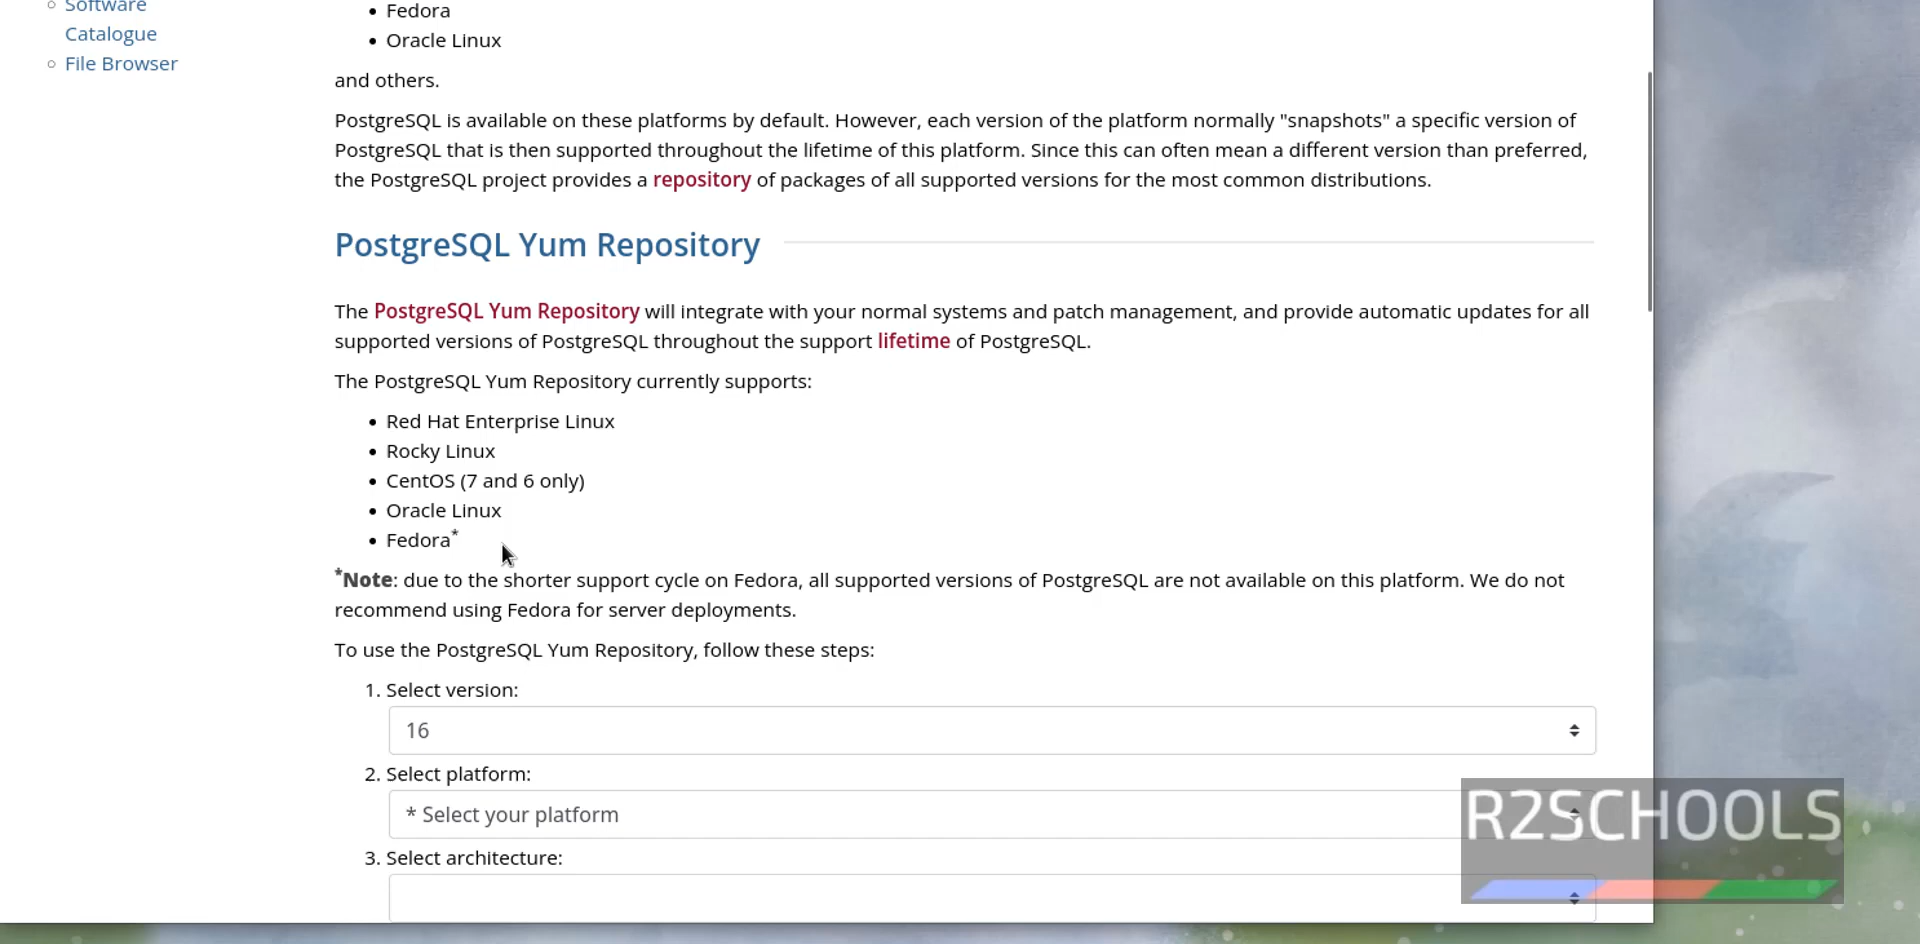 Software
Catalogue
File Browser
Fedora
Oracle Linux
and others.
PostgreSQL is available on these platforms by default. However, each version of the platform normally "snapshots" a specific version of
PostgreSQL that is then supported throughout the lifetime of this platform. Since this can often mean a different version than preferred,
the PostgreSQL project provides a repository of packages of all supported versions for the most common distributions.
PostgreSQL Yum Repository
The PostgreSQL Yum Repository will integrate with your normal systems and patch management, and provide automatic updates for all
supported versions of PostgreSQL throughout the support lifetime of PostgreSQL.
The PostgreSQL Yum Repository currently supports:
Red Hat Enterprise Linux
Rocky Linux
CentOS (7 and 6 only)
Oracle Linux
Fedora*
*Note: due to the shorter support cycle on Fedora, all supported versions of PostgreSQL are not available on this platform. We do not
recommend using Fedora for server deployments.
To use the PostgreSQL Yum Repository, follow these steps:
1. Select version:
16
2. Select platform:
* Select your platform
3. Select architecture:
R2SCHOOLS